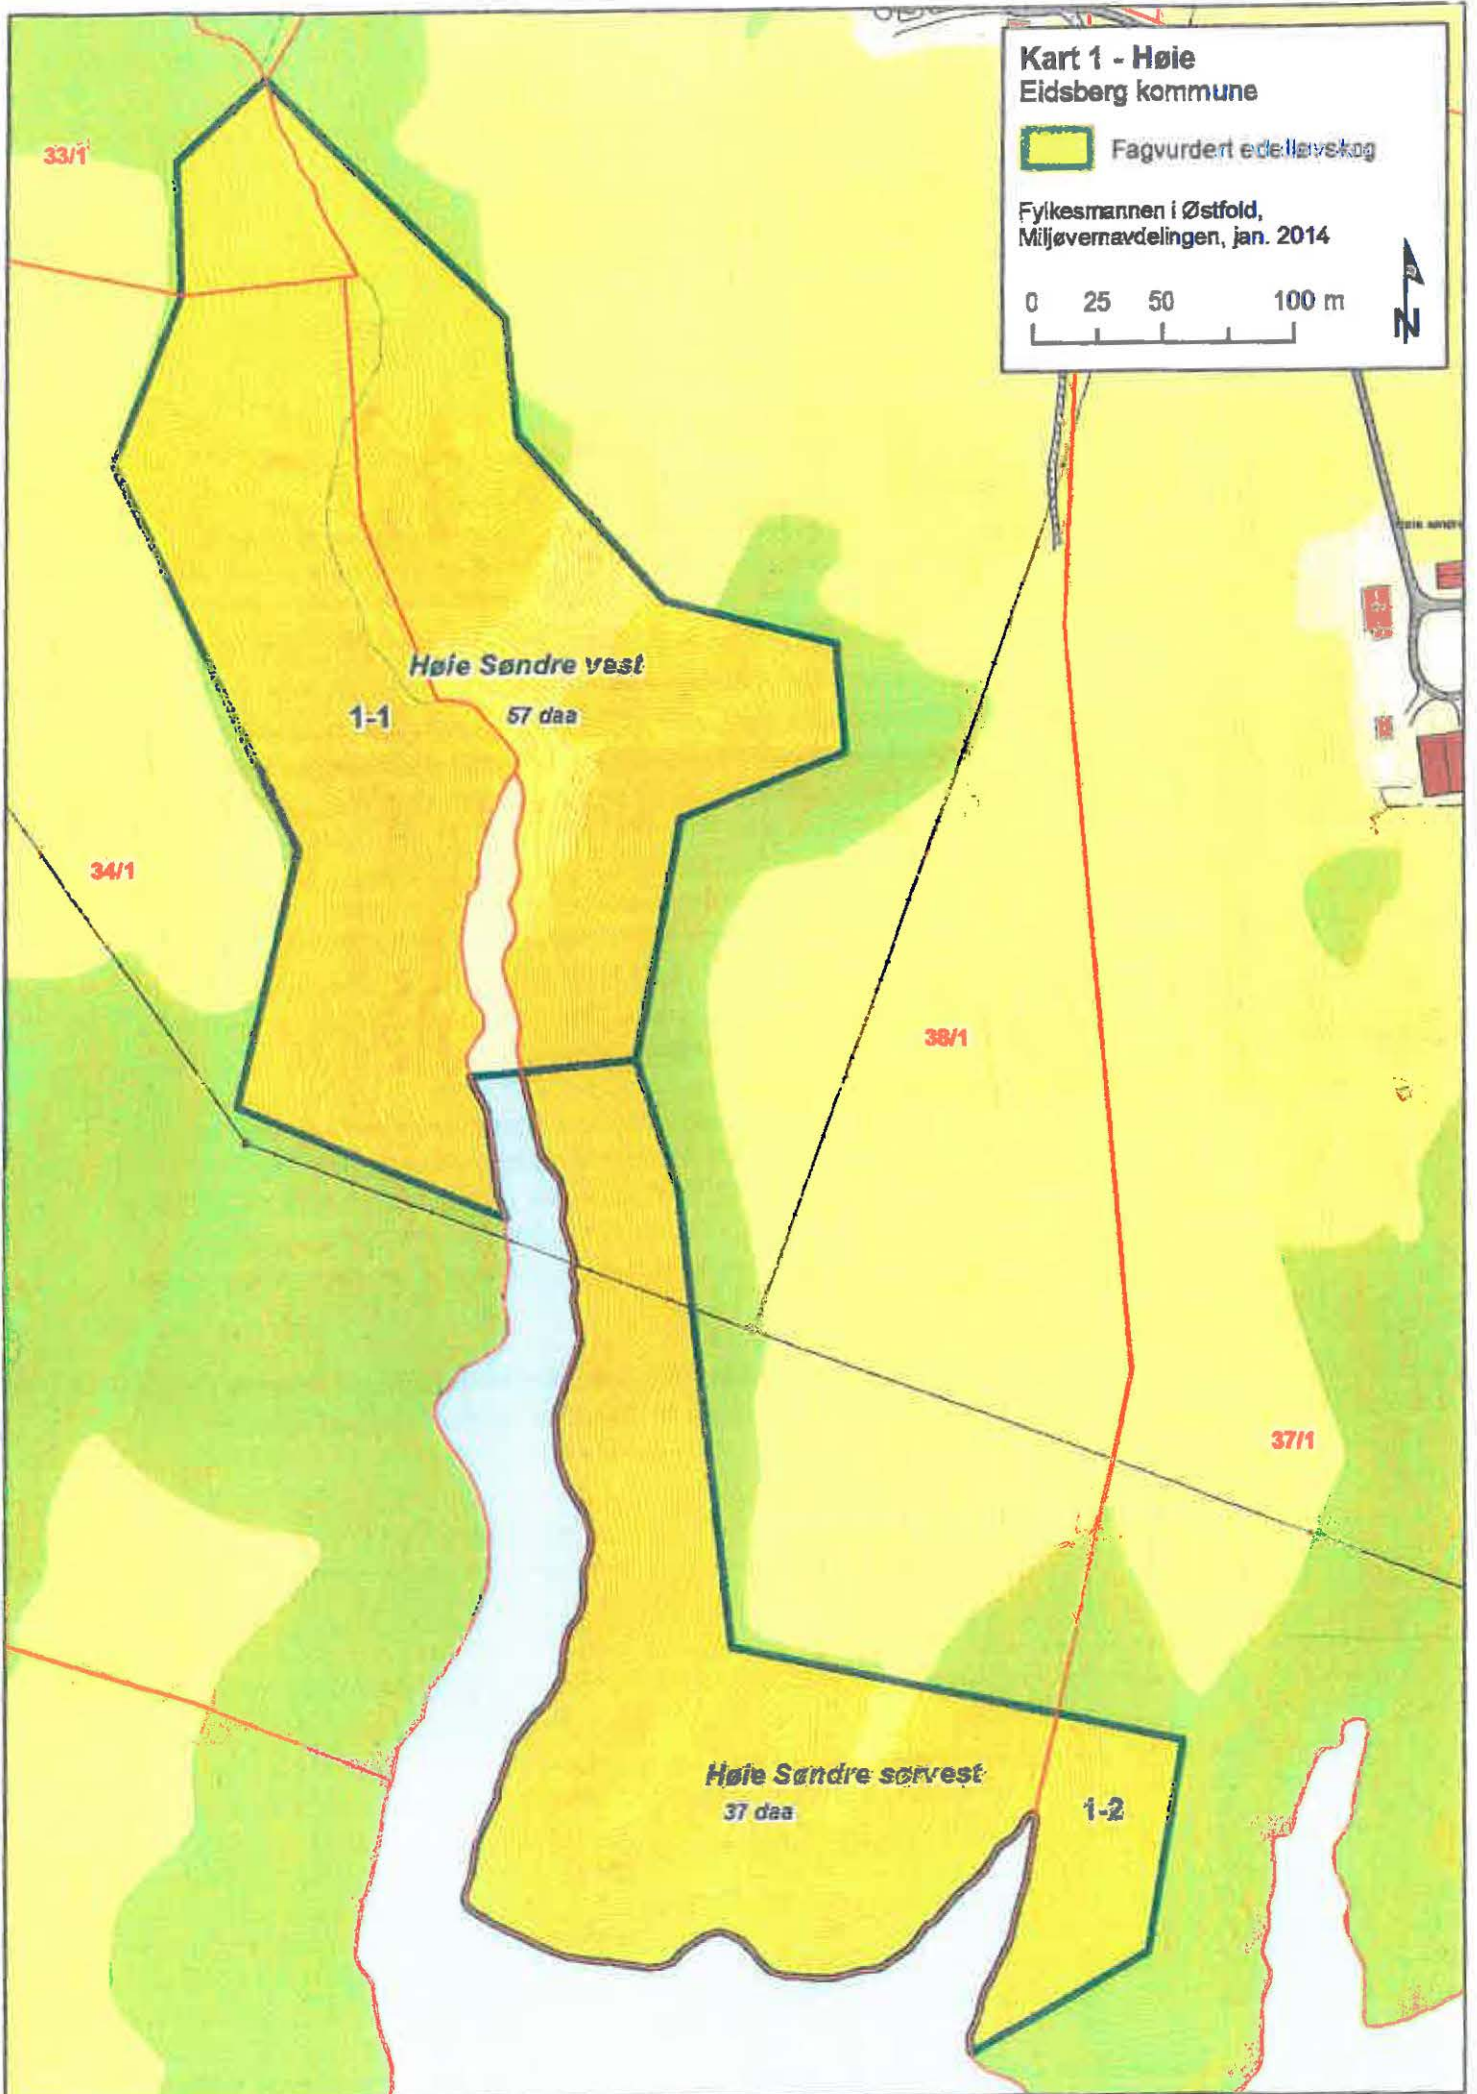 Kart 1 - Høie
Eidsberg kommune
Fagvurdert edelløvskog
Fylkesmannen i Østfold,
Miljøvernavdelingen, jan. 2014
0 25 50 100 m
N
33/1
Høie Søndre vest
1-1
57 daa
34/1
38/1
37/1
Høie Søndre sørvest
37 daa
1-2